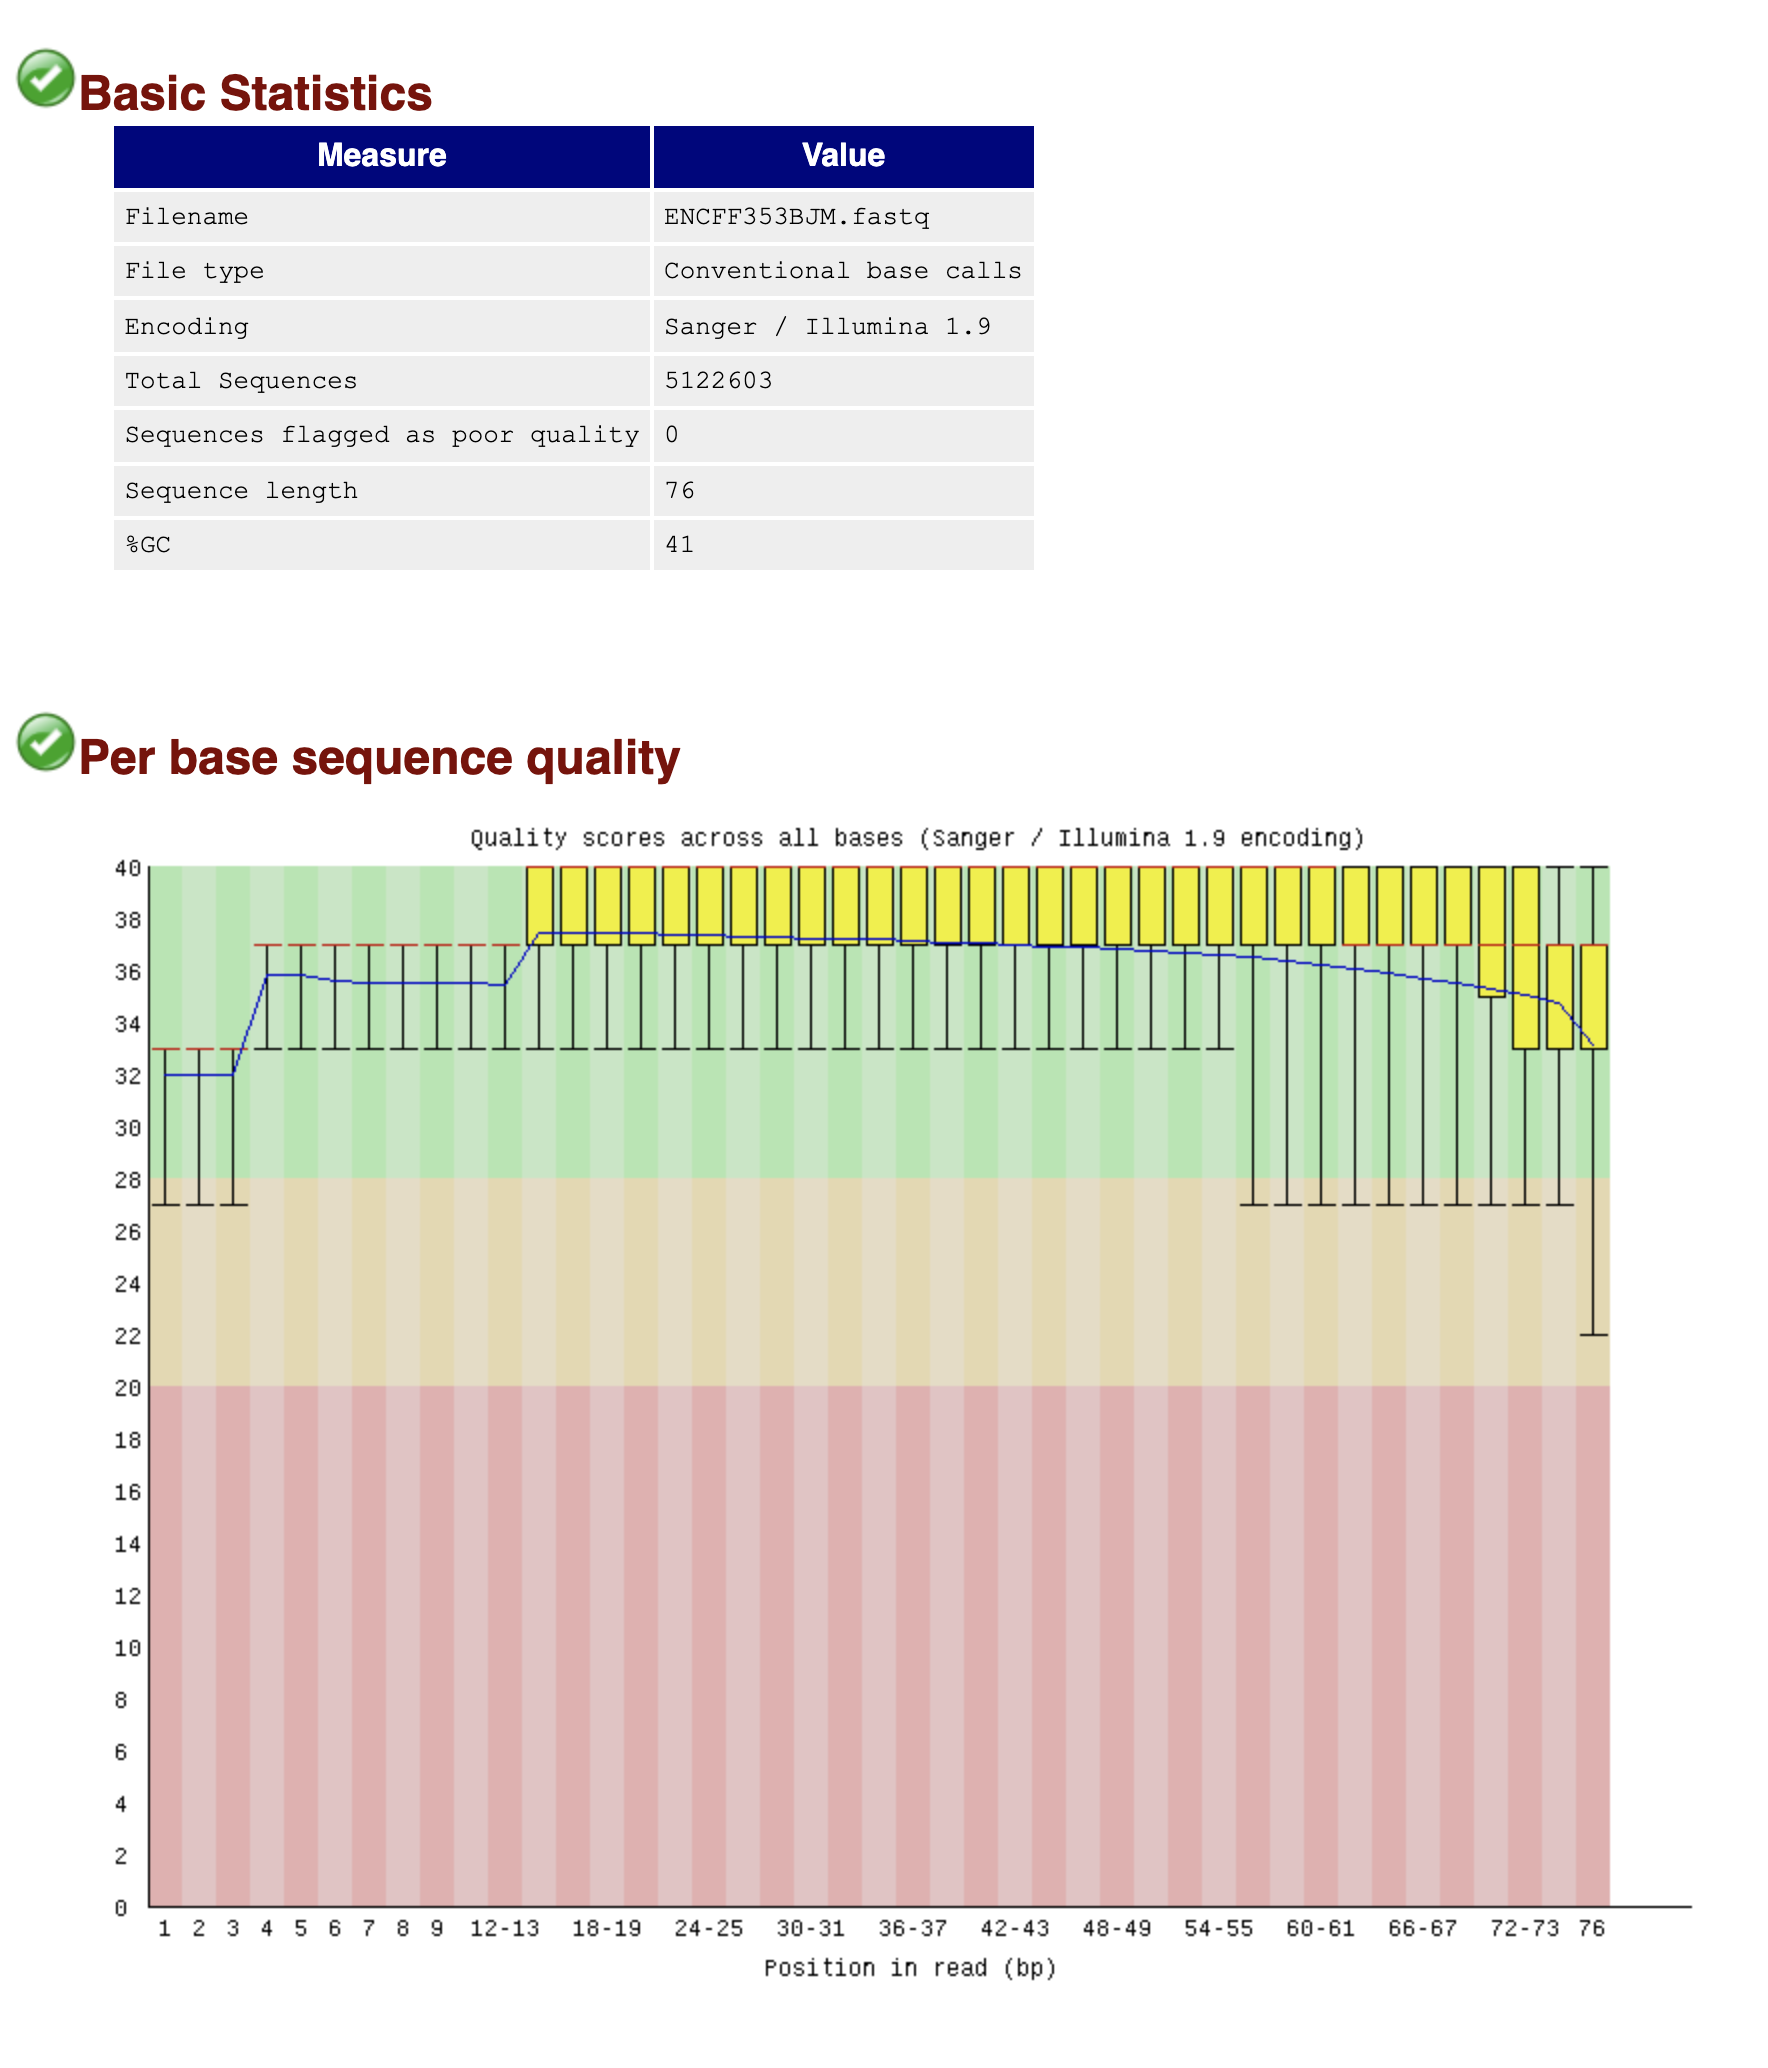 Basic Statistics
Measure Value
Filename ENCFF353BJM.fastq
File type Conventional base calls
Encoding Sanger / Illumina 1.9
Total Sequences 5122603
Sequences flagged as poor quality 0
Sequence length 76
%GC 41
Per base sequence quality
Quality scores across all bases (Sanger / Illumina 1.9 encoding)
40
38
36
34
32
30
28
26
24
22
20
18
16
14
12
10
8
6
4
2
0
1 2 3 4 5 6 7 8 9 12-13 18-19 24-25 30-31 36-37 42-43 48-49 54-55 60-61 66-67 72-73 76
Position in read (bp)